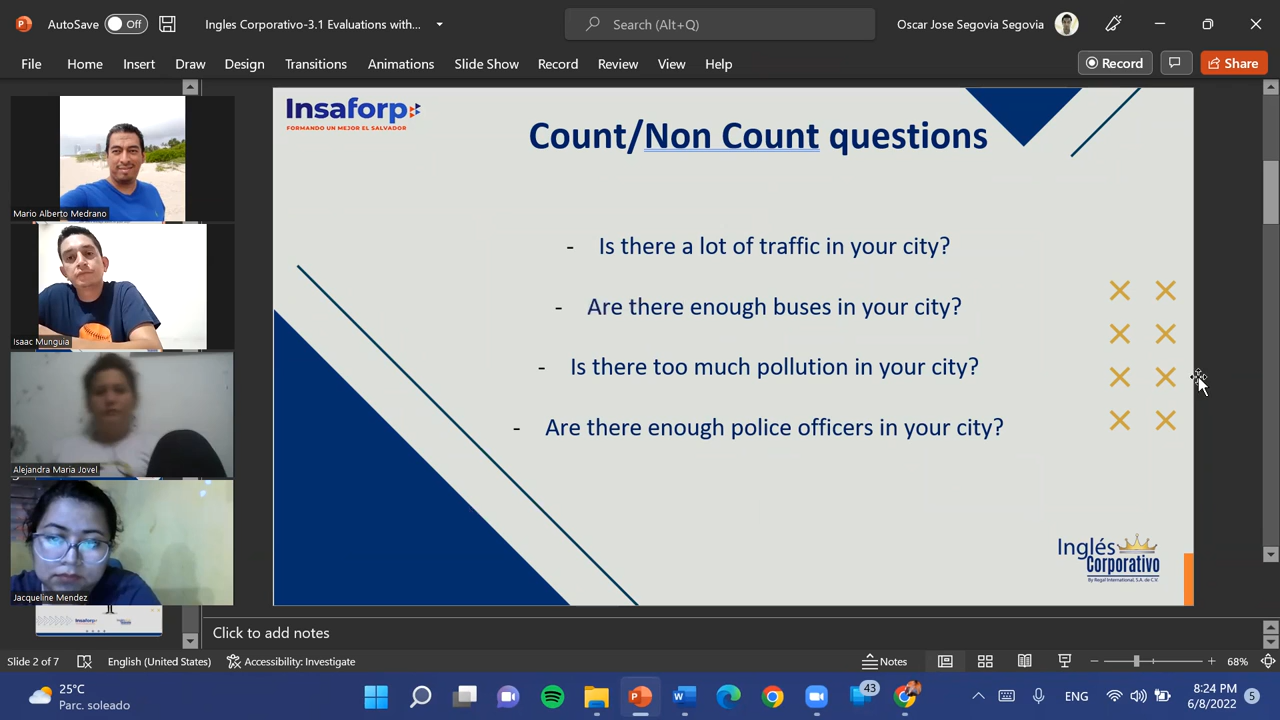 AutoSave Off
Ingles Corporativo-3.1 Evaluations with...
Search (Alt+Q)
Oscar Jose Segovia Segovia
File Home Insert Draw Design Transitions Animations Slide Show Record Review View Help
Record
Share
Mario Alberto Medrano
Isaac Munguia
Alejandra Maria Jovel
Jacqueline Mendez
Insaforp
FORMANDO UN MEJOR EL SALVADOR
Count/Non Count questions
- Is there a lot of traffic in your city?
- Are there enough buses in your city?
- Is there too much pollution in your city?
- Are there enough police officers in your city?
Inglés
Corporativo
By Regal International, S.A. de C.V.
Click to add notes
Slide 2 of 7
English (United States)
Accessibility: Investigate
Notes
68%
25°C
Parc. soleado
43
ENG
8:24 PM
6/8/2022
5